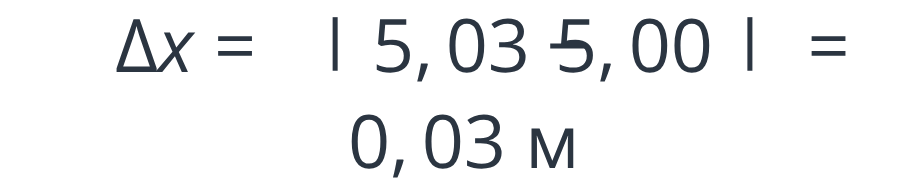 Δx = | 5,03 - 5,00 | =
0,03 м